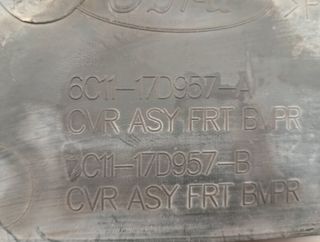 6C11-17D957-A
CVR ASY FRT BMPR
7C11-17D957-B
CVR ASY FRT BMPR